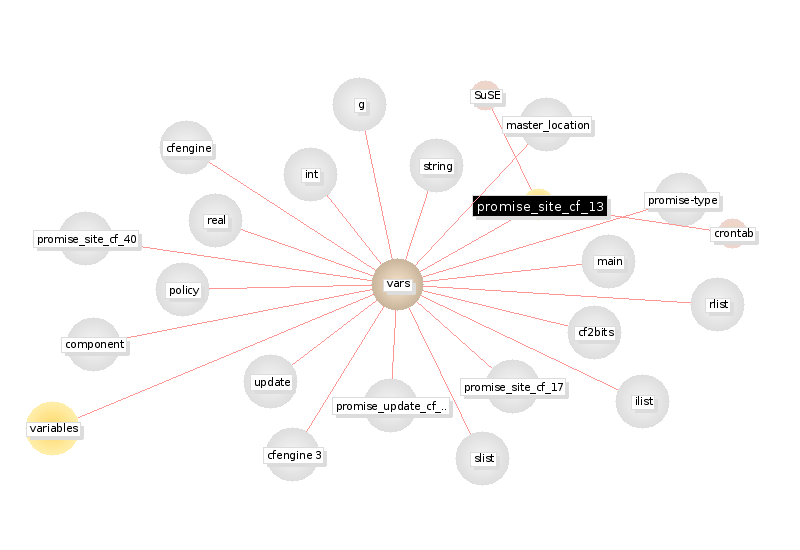 SuSE
g
master_location
cfengine
string
int
promise-type
promise_site_cf_13
real
crontab
promise_site_cf_40
main
vars
policy
rlist
cf2bits
component
update
promise_site_cf_17
ilist
promise_update_cf_..
variables
cfengine 3
slist